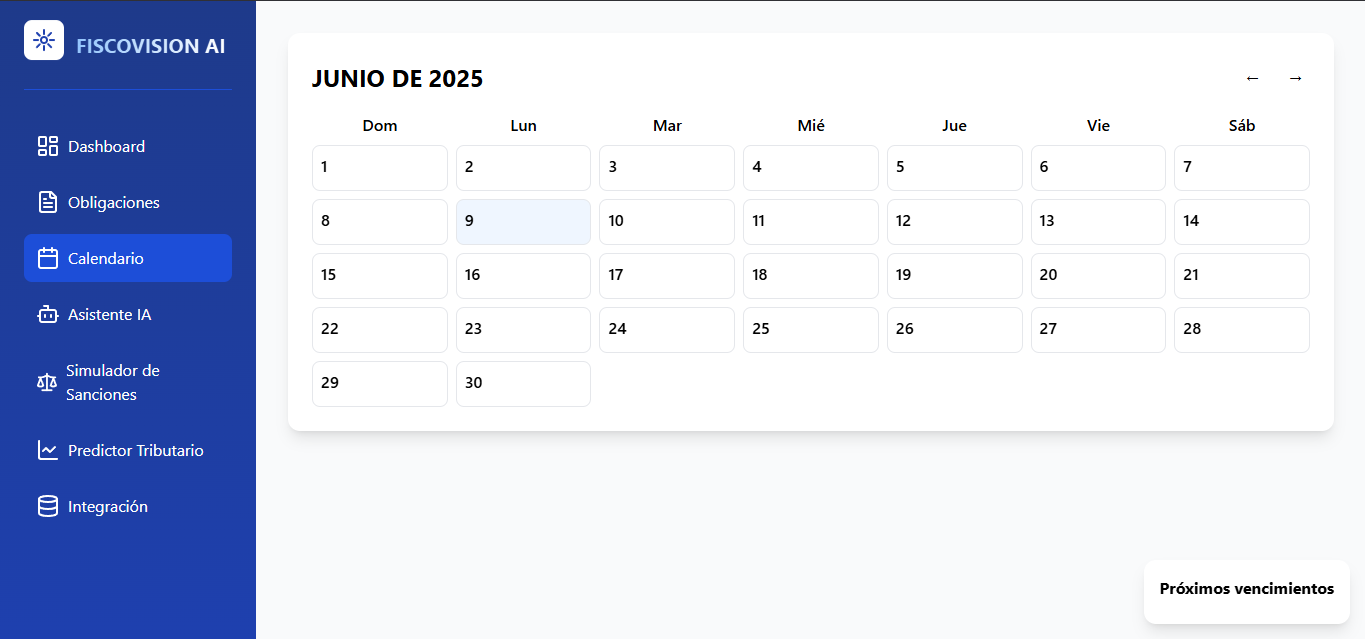 FISCOVISION AI
Dashboard
Obligaciones
Calendario
Asistente IA
Simulador de
Sanciones
Predictor Tributario
Integración
JUNIO DE 2025
← →
Dom Lun Mar Mié Jue Vie Sáb
1 2 3 4 5 6 7
8 9 10 11 12 13 14
15 16 17 18 19 20 21
22 23 24 25 26 27 28
29 30
Próximos vencimientos